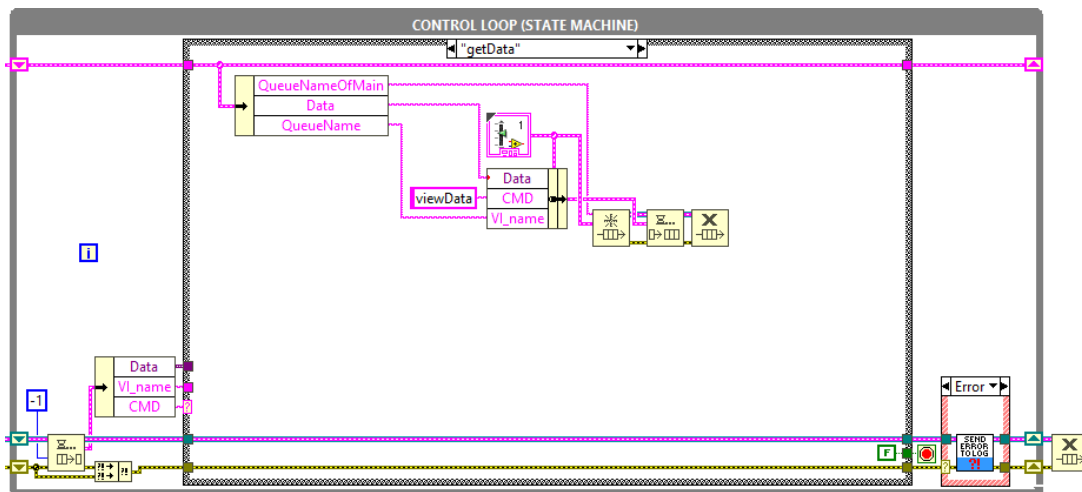 CONTROL LOOP (STATE MACHINE)
"getData"
QueueNameOfMain
Data
QueueName
1
Data
viewData
CMD
VI_name
i
Data
VI_name
CMD
?
-1
Error
F
SEND
ERROR
TO LOG
?!
?
?!
?!
?!